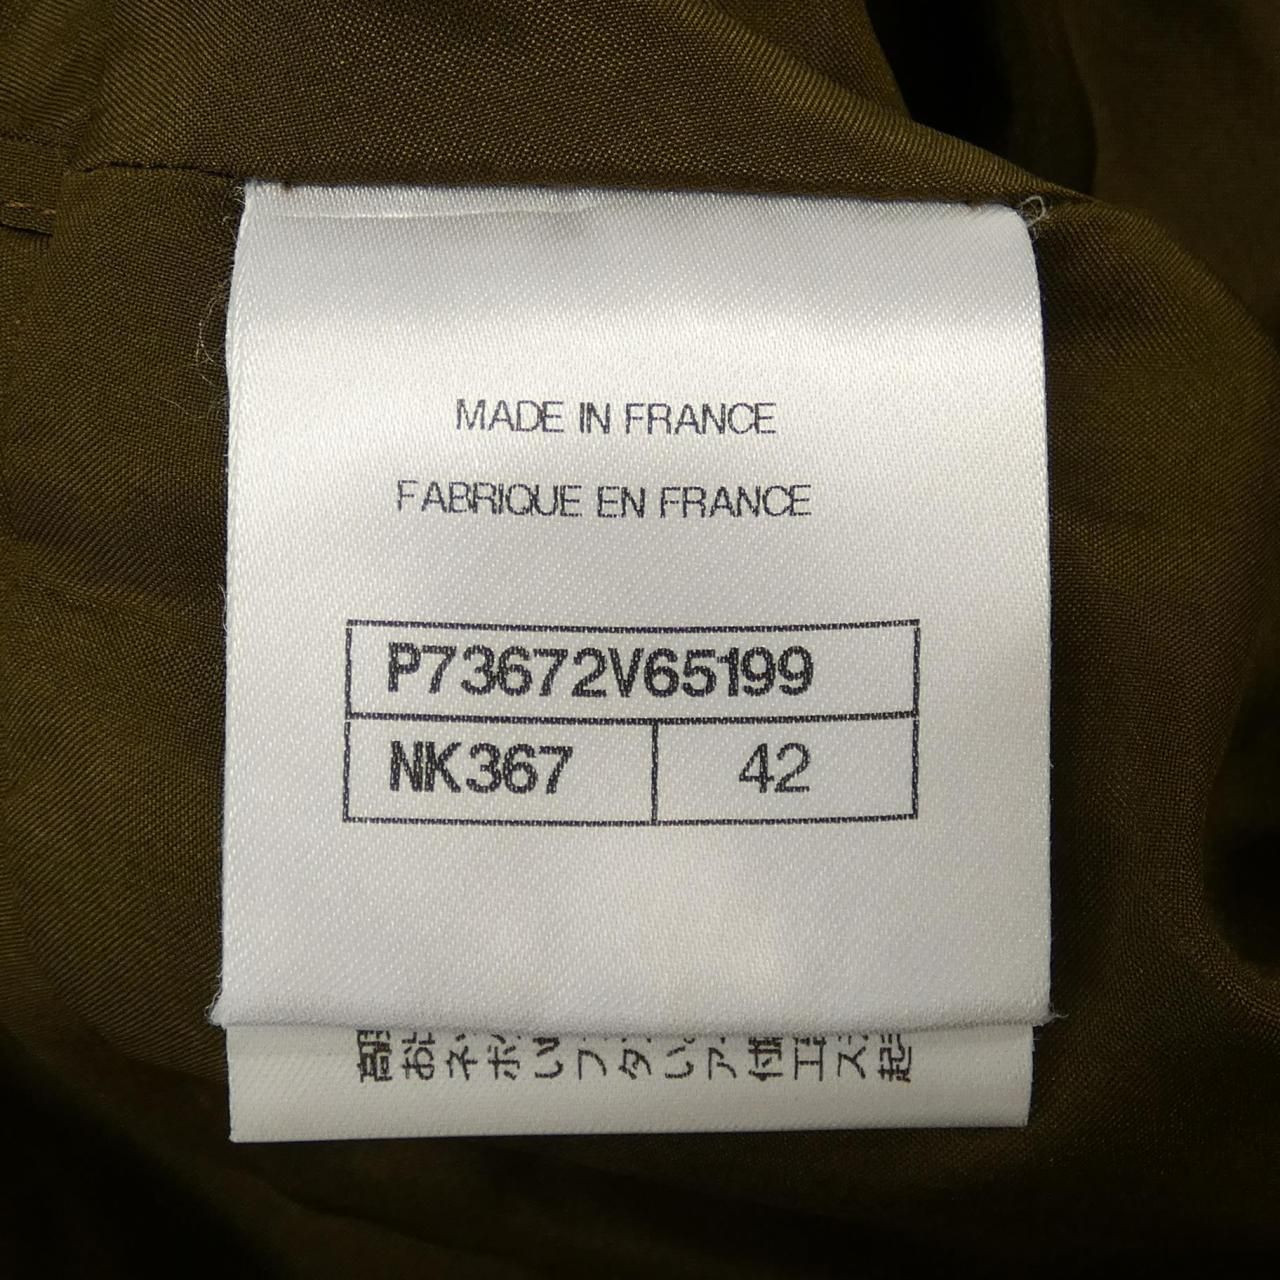 MADE IN FRANCE
FABRIQUE EN FRANCE
P73672V65199
NK367 42